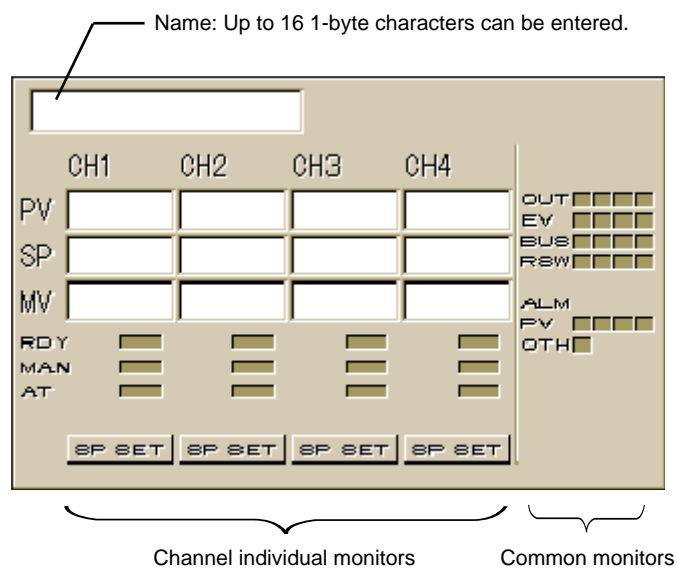 Name: Up to 16 1-byte characters can be entered.
CH1 CH2 CH3 CH4
PV
SP
MV
RDY
MAN
AT
SP SET SP SET SP SET SP SET
OUT
EV
BUS
RSW
ALM
PV
OTH
Channel individual monitors
Common monitors